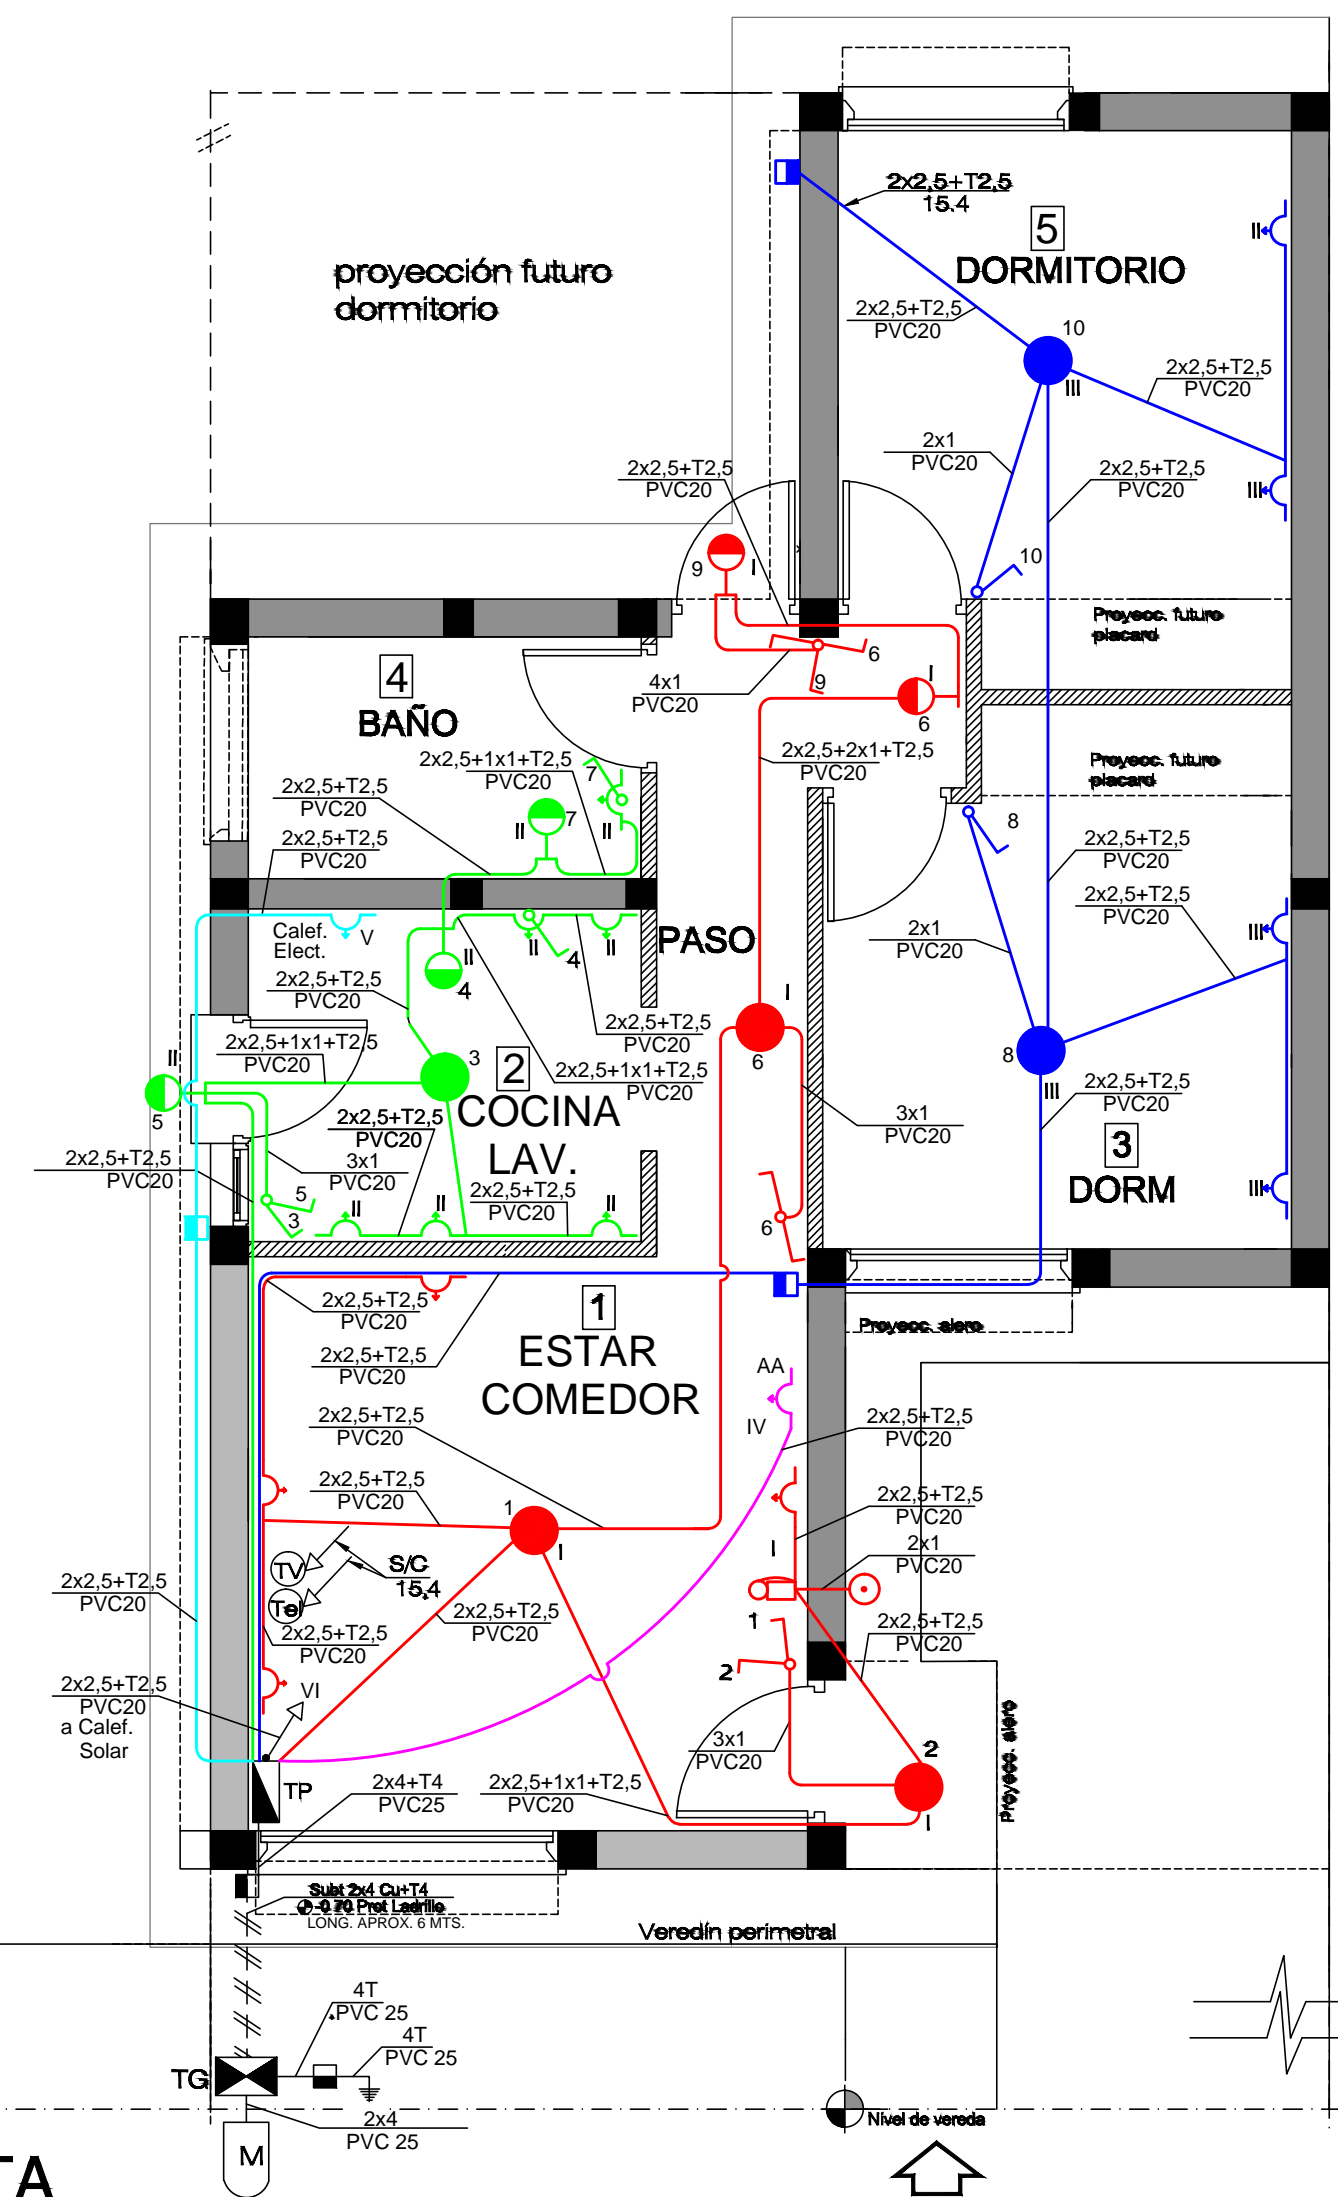 2x2,5+T2,5
15.4
5
DORMITORIO
II
proyección futuro
dormitorio
2x2,5+T2,5
PVC20
10
III
2x2,5+T2,5
PVC20
2x1
PVC20
2x2,5+T2,5
PVC20
2x2,5+T2,5
PVC20
III
10
9
I
Proyecc. futuro
placard
6
9
4x1
PVC20
I
6
4
BAÑO
2x2,5+1x1+T2,5
PVC20
7
2x2,5+2x1+T2,5
PVC20
Proyecc. futuro
placard
2x2,5+T2,5
PVC20
II
7
II
8
2x2,5+T2,5
PVC20
2x2,5+T2,5
PVC20
2x2,5+T2,5
PVC20
Calef.
Elect.
V
II
4
II
II
4
PASO
2x1
PVC20
III
2x2,5+T2,5
PVC20
2x2,5+T2,5
PVC20
I
6
2x2,5+1x1+T2,5
PVC20
II
5
3
2
COCINA
LAV.
2x2,5+1x1+T2,5
PVC20
8
III
2x2,5+T2,5
PVC20
2x2,5+T2,5
PVC20
3x1
PVC20
3
DORM
2x2,5+T2,5
PVC20
3x1
PVC20
5
3
II
II
2x2,5+T2,5
PVC20
II
6
III
2x2,5+T2,5
PVC20
1
ESTAR
COMEDOR
Proyecc. alero
2x2,5+T2,5
PVC20
AA
IV
2x2,5+T2,5
PVC20
2x2,5+T2,5
PVC20
2x2,5+T2,5
PVC20
1
I
2x2,5+T2,5
PVC20
I
2x1
PVC20
TV
Tel
S/C
15.4
2x2,5+T2,5
PVC20
2x2,5+T2,5
PVC20
2x2,5+T2,5
PVC20
1
2
2x2,5+T2,5
PVC20
2x2,5+T2,5
PVC20
a Calef.
Solar
VI
3x1
PVC20
2
I
Proyecc. alero
TP
2x4+T4
PVC25
2x2,5+1x1+T2,5
PVC20
Subt 2x4 Cu+T4
-0.70 Prot Ladrillo
LONG. APROX. 6 MTS.
Veredín perimetral
4T
PVC 25
4T
PVC 25
TG
2x4
PVC 25
M
Nivel de vereda
TA